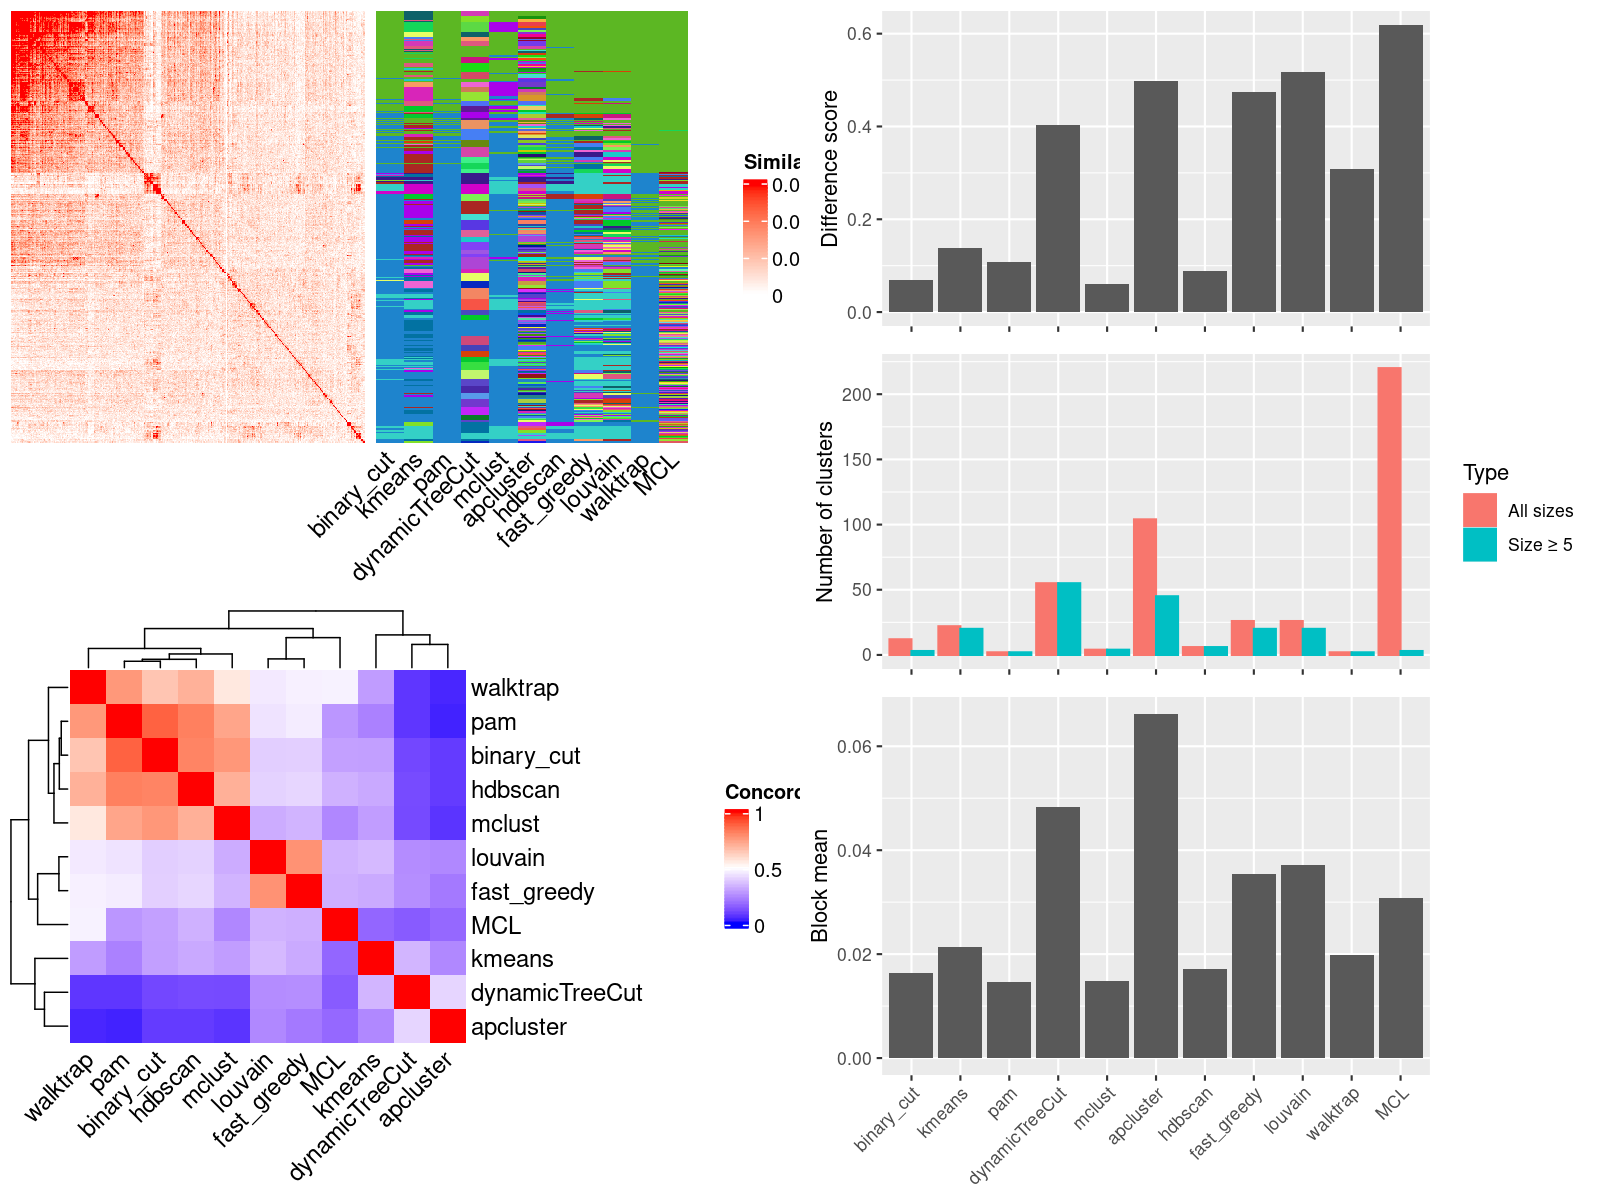 Simila
0.0
0.0
0.0
0
binary_cut
kmeans
pam
dynamicTreeCut
mclust
apcluster
hdbscan
fast_greedy
louvain
walktrap
MCL
walktrap
pam
binary_cut
hdbscan
mclust
louvain
fast_greedy
MCL
kmeans
dynamicTreeCut
apcluster
walktrap
pam
binary_cut
hdbscan
mclust
louvain
fast_greedy
MCL
kmeans
dynamicTreeCut
apcluster
Concord
1
0.5
0
Difference score
0.6
0.4
0.2
0.0
Number of clusters
200
150
100
50
0
Type
All sizes
Size ≥ 5
Block mean
0.06
0.04
0.02
0.00
binary_cut
kmeans
pam
dynamicTreeCut
mclust
apcluster
hdbscan
fast_greedy
louvain
walktrap
MCL